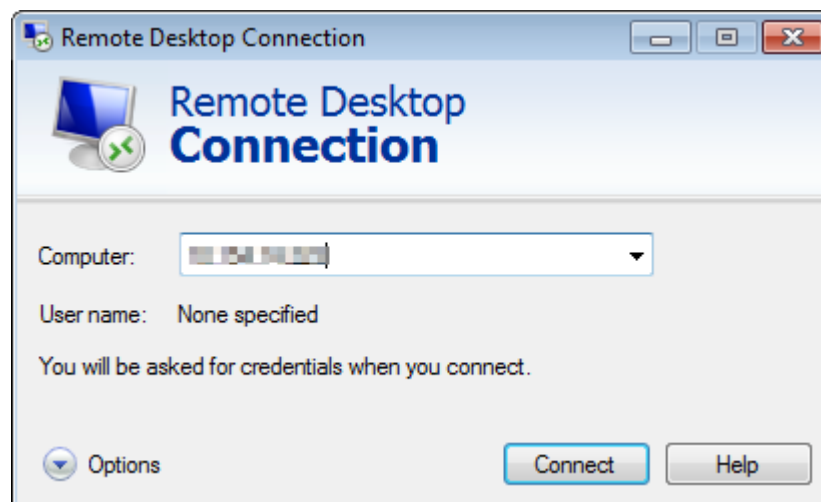 Remote Desktop Connection
Remote Desktop
Connection
Computer:
User name: None specified
You will be asked for credentials when you connect.
Options
Connect Help